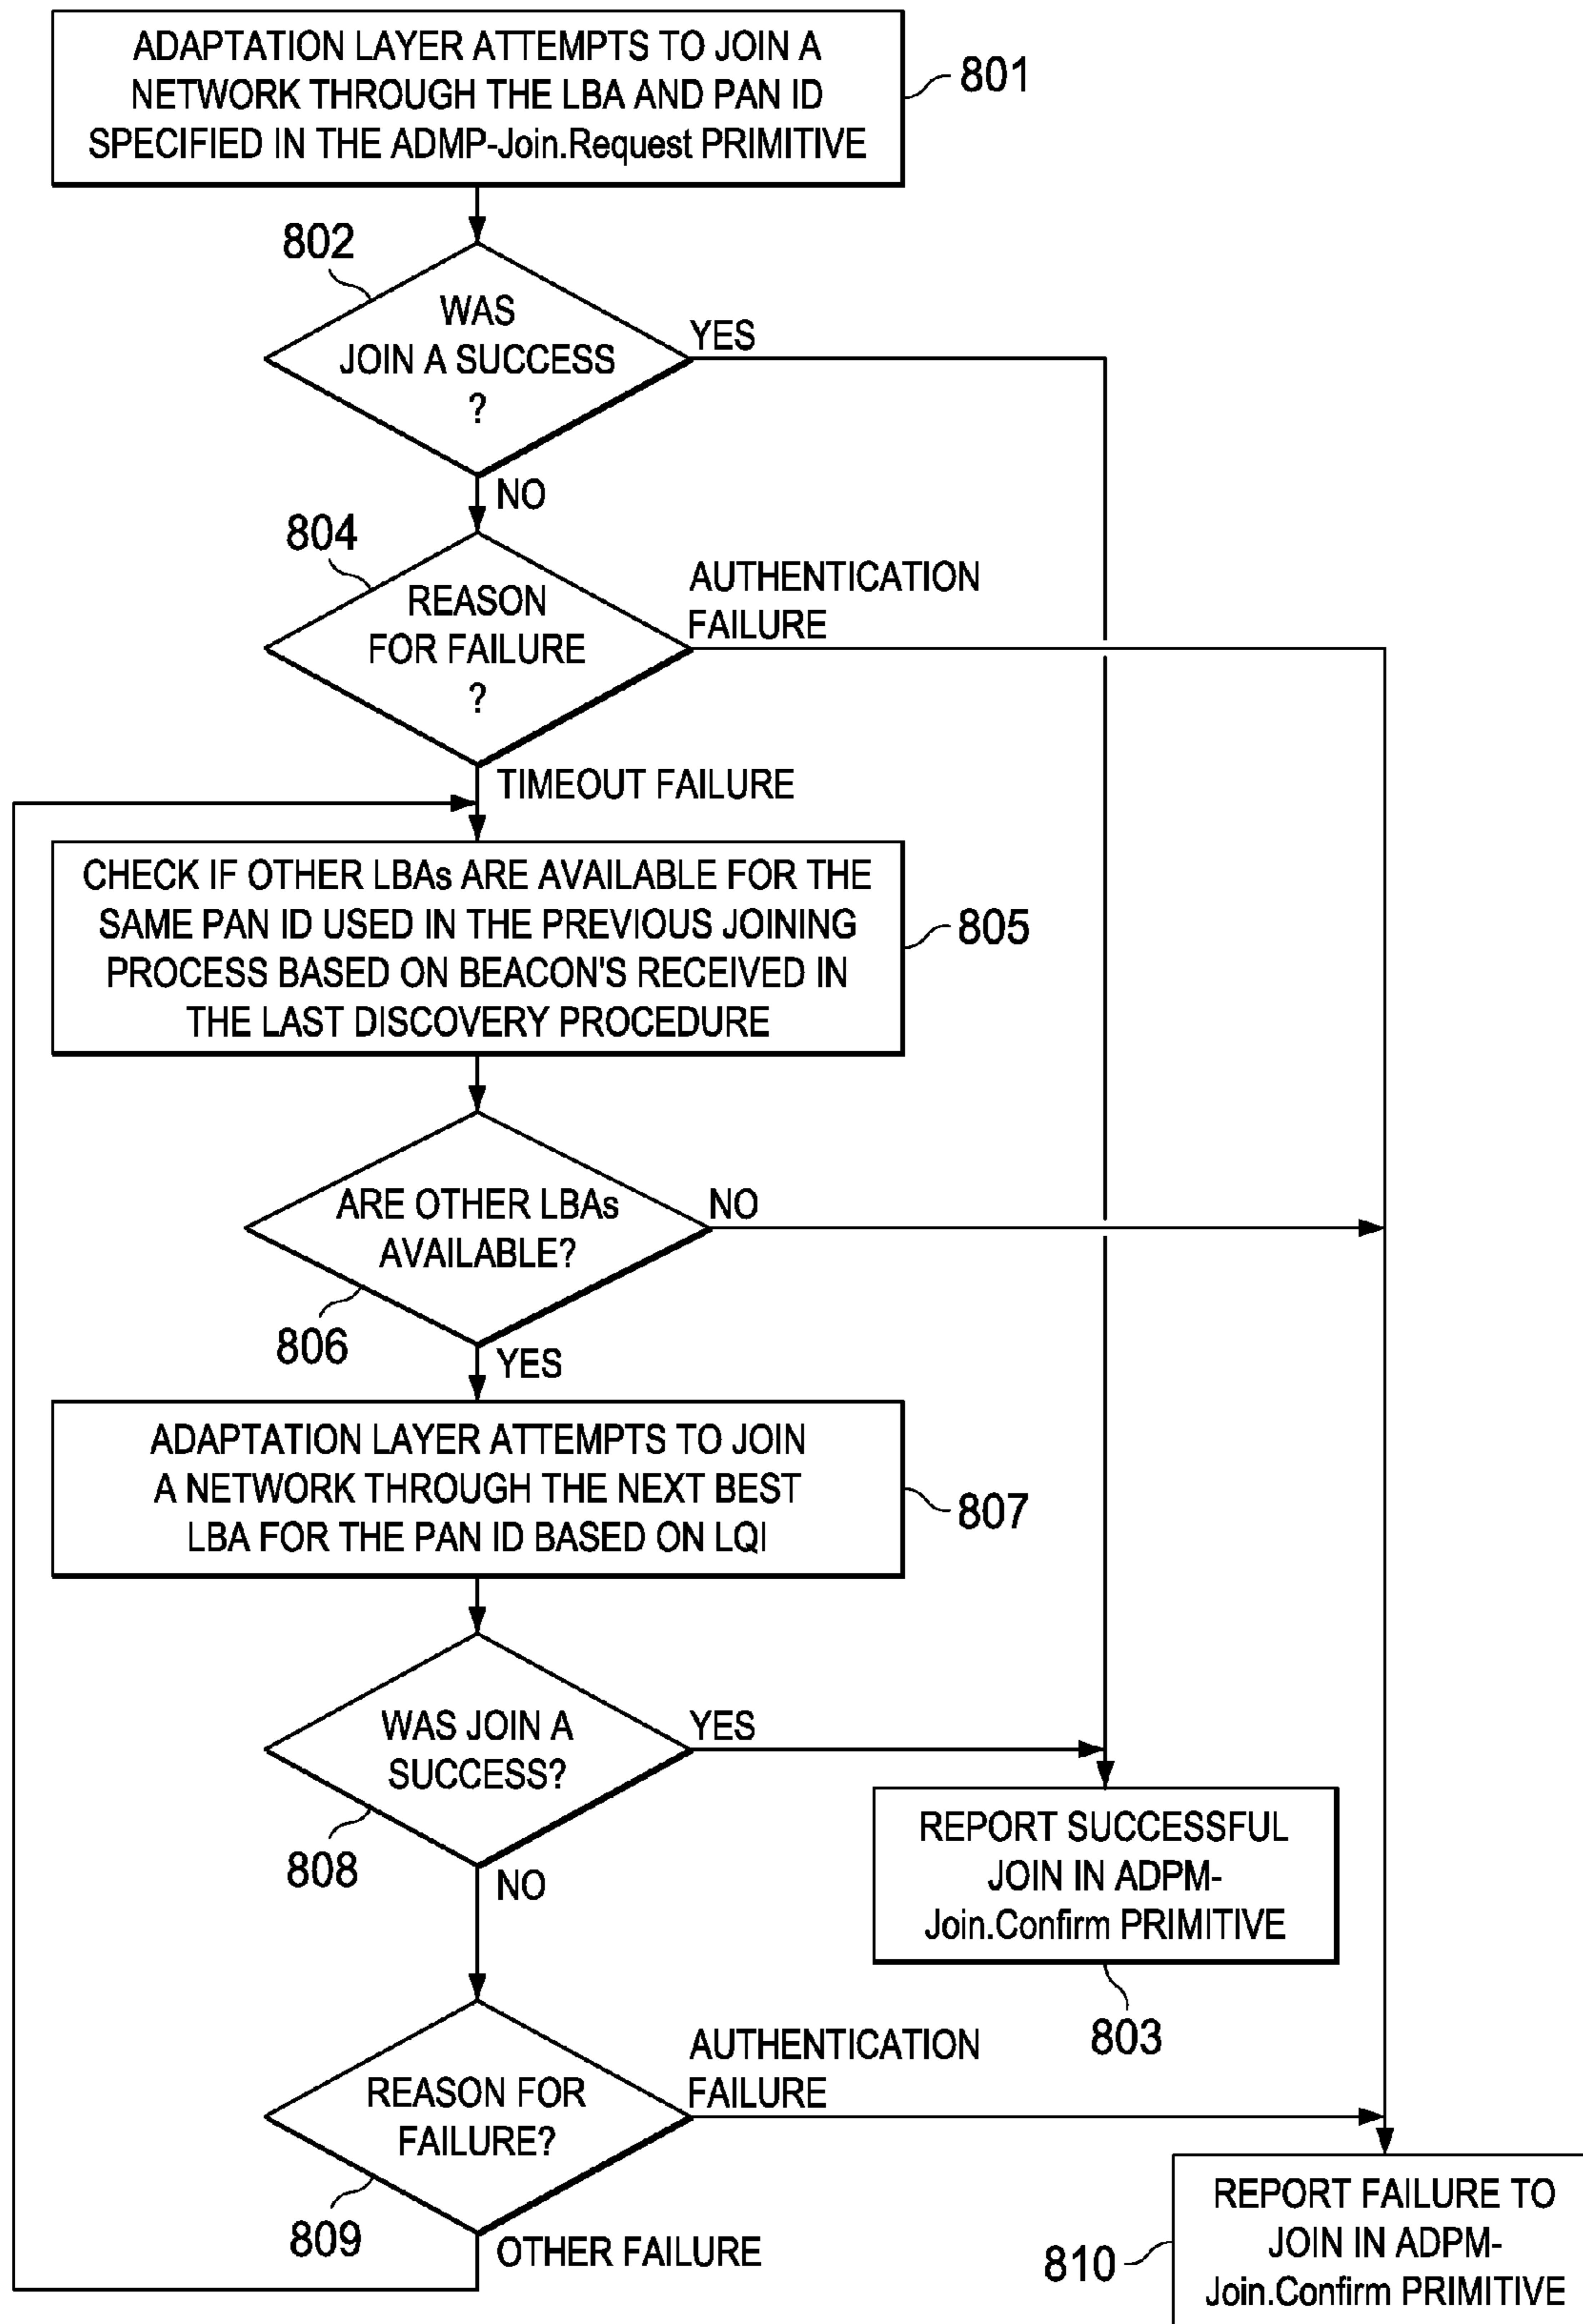 ADAPTATION LAYER ATTEMPTS TO JOIN A
NETWORK THROUGH THE LBA AND PAN ID
SPECIFIED IN THE ADMP-Join.Request PRIMITIVE
801
802
WAS
JOIN A SUCCESS
?
YES
NO
804
REASON
FOR FAILURE
?
AUTHENTICATION
FAILURE
TIMEOUT FAILURE
CHECK IF OTHER LBAs ARE AVAILABLE FOR THE
SAME PAN ID USED IN THE PREVIOUS JOINING
PROCESS BASED ON BEACON'S RECEIVED IN
THE LAST DISCOVERY PROCEDURE
805
ARE OTHER LBAs
AVAILABLE?
NO
806
YES
ADAPTATION LAYER ATTEMPTS TO JOIN
A NETWORK THROUGH THE NEXT BEST
LBA FOR THE PAN ID BASED ON LQI
807
WAS JOIN A
SUCCESS?
YES
808
NO
REPORT SUCCESSFUL
JOIN IN ADPM-
Join.Confirm PRIMITIVE
803
REASON FOR
FAILURE?
AUTHENTICATION
FAILURE
809
OTHER FAILURE
REPORT FAILURE TO
JOIN IN ADPM-
Join.Confirm PRIMITIVE
810